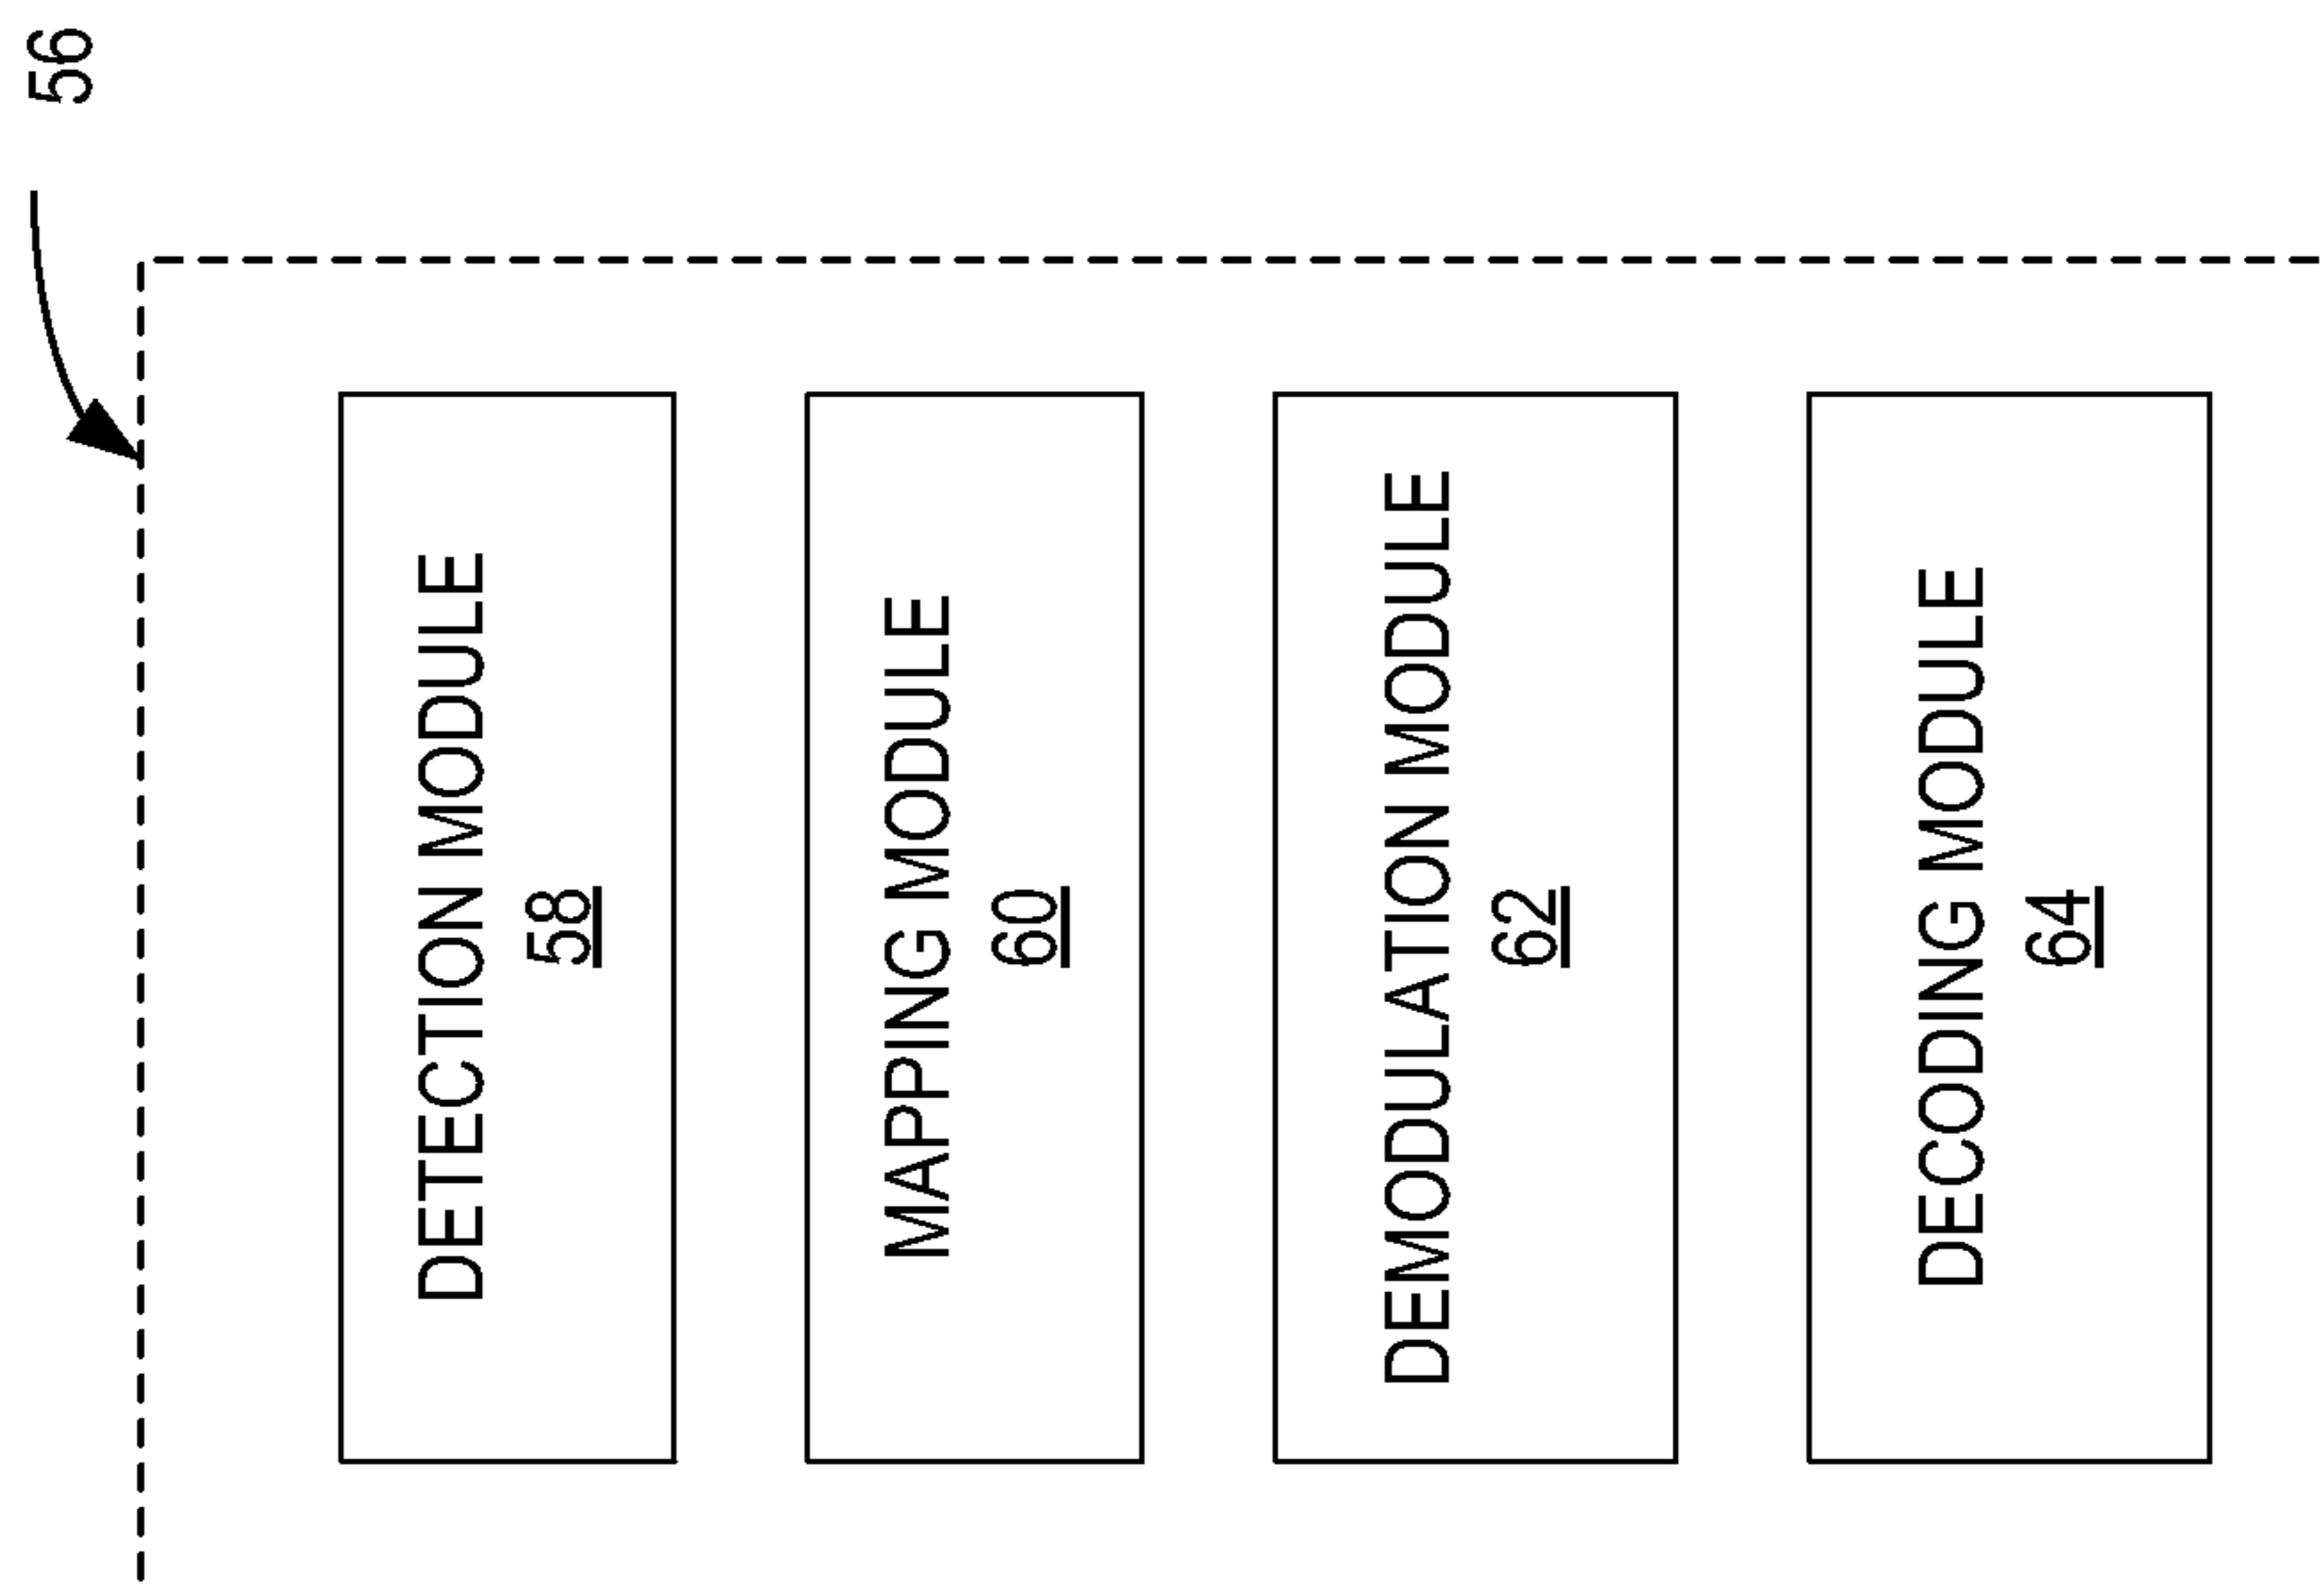 56
DETECTION MODULE
58
MAPPING MODULE
60
DEMODULATION MODULE
62
DECODING MODULE
64